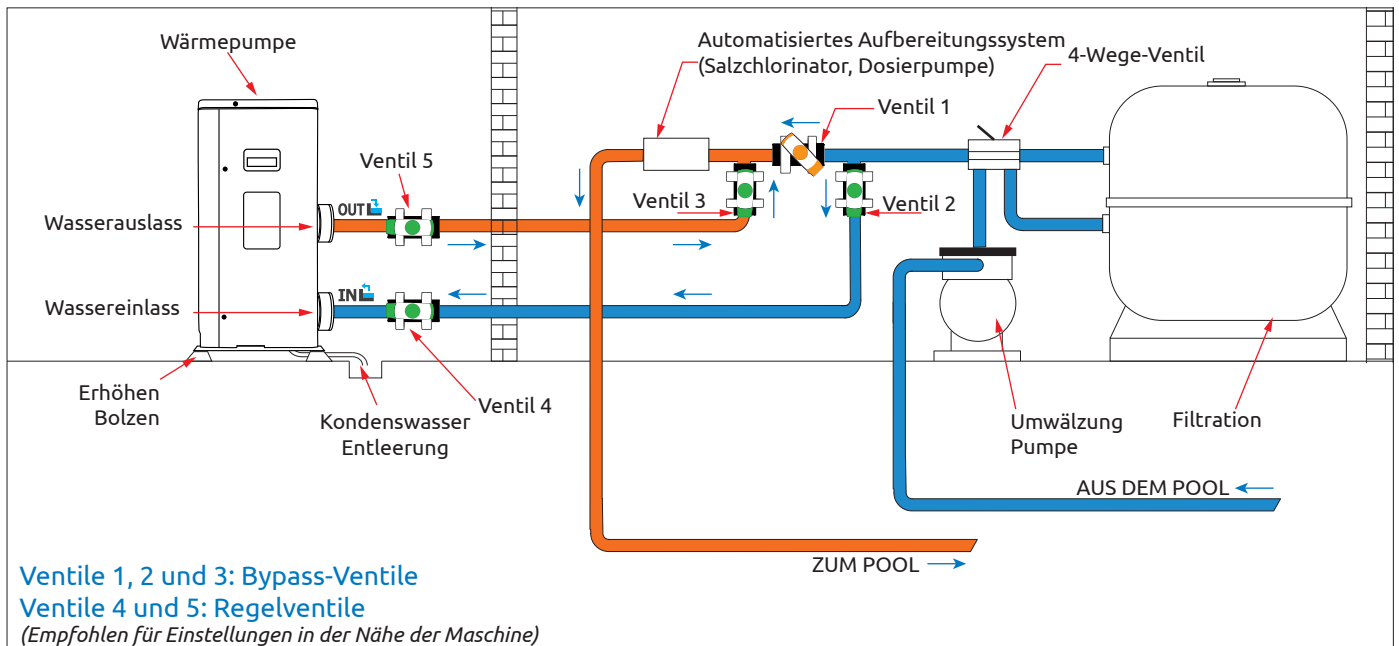 Wärmepumpe
Automatisiertes Aufbereitungssystem
(Salzchlorinator, Dosierpumpe)
4-Wege-Ventil
Ventil 1
Ventil 5
Ventil 3
Ventil 2
OUT
Wasserauslass
IN
Wassereinlass
Erhöhen
Bolzen
Kondenswasser
Entleerung
Ventil 4
Umwälzung
Pumpe
Filtration
AUS DEM POOL
ZUM POOL
Ventile 1, 2 und 3: Bypass-Ventile
Ventile 4 und 5: Regelventile
(Empfohlen für Einstellungen in der Nähe der Maschine)